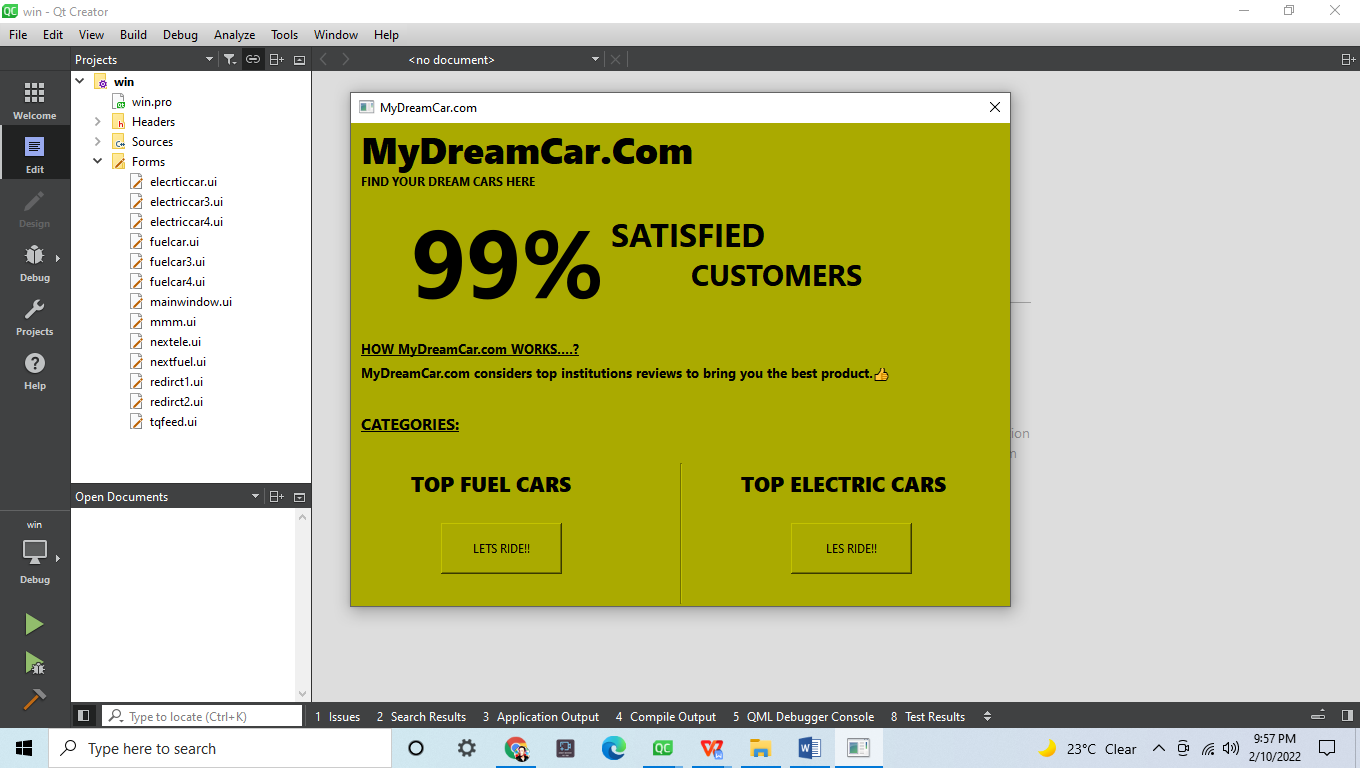 win - Qt Creator
File Edit View Build Debug Analyze Tools Window Help
Projects
<no document>
Welcome
Edit
Design
Debug
Projects
Help
win
win.pro
Headers
Sources
Forms
elecrticcar.ui
electriccar3.ui
electriccar4.ui
fuelcar.ui
fuelcar3.ui
fuelcar4.ui
mainwindow.ui
mmm.ui
nextele.ui
nextfuel.ui
redirct1.ui
redirct2.ui
tqfeed.ui
Open Documents
win
Debug
MyDreamCar.com
MyDreamCar.Com
FIND YOUR DREAM CARS HERE
99% SATISFIED
CUSTOMERS
HOW MyDreamCar.com WORKS....?
MyDreamCar.com considers top institutions reviews to bring you the best product.👍
CATEGORIES:
TOP FUEL CARS
LETS RIDE!!
TOP ELECTRIC CARS
LES RIDE!!
Type to locate (Ctrl+K)
1 Issues 2 Search Results 3 Application Output 4 Compile Output 5 QML Debugger Console 8 Test Results
Type here to search
23°C Clear
9:57 PM
2/10/2022